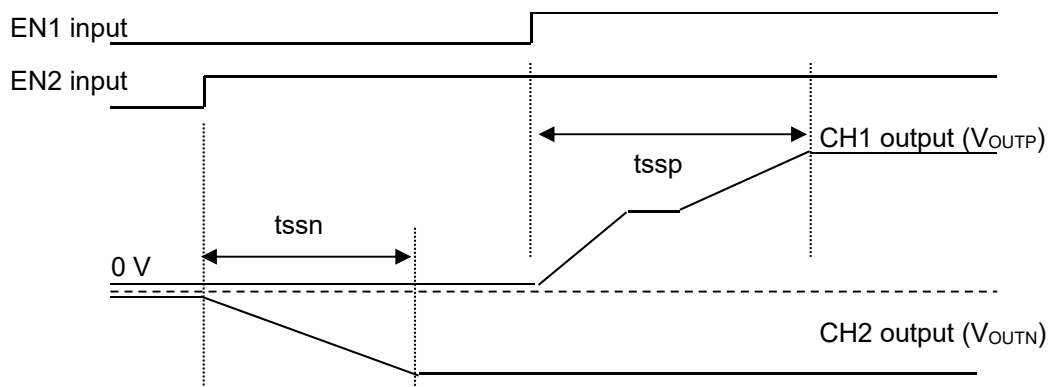 EN1 input
EN2 input
CH1 output (VOUTP)
tssp
tssn
0 V
CH2 output (VOUTN)